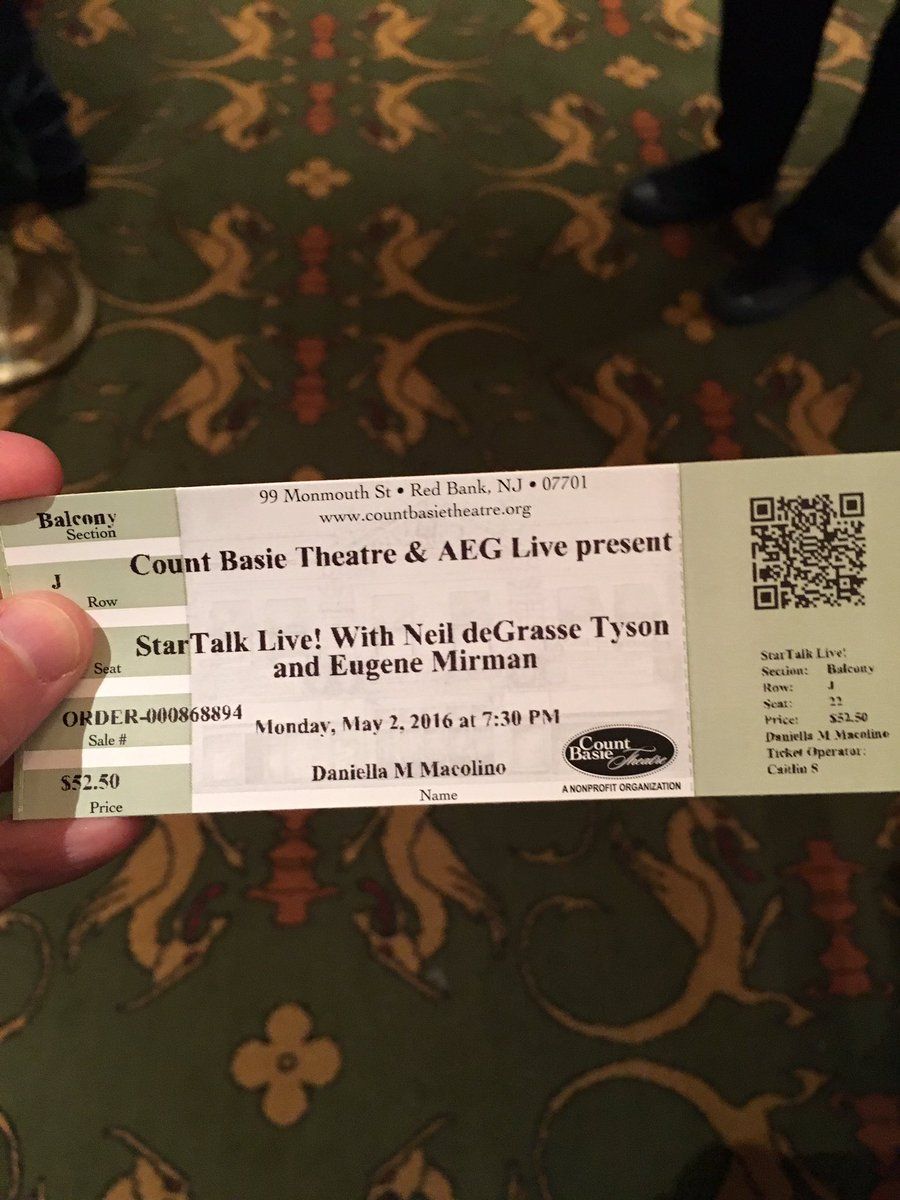 99 Monmouth St • Red Bank, NJ • 07701
www.countbasietheatre.org
Count Basie Theatre & AEG Live present
StarTalk Live! With Neil deGrasse Tyson
and Eugene Mirman
Monday, May 2, 2016 at 7:30 PM
Daniella M Macolino
Name
Balcony
Section
J
Row
Seat
ORDER-000868894
Sale #
$52.50
Price
Count
Basie Theatre
A NONPROFIT ORGANIZATION
StarTalk Live!
Section: Balcony
Row: J
Seat: 22
Price: $52.50
Daniella M Macolino
Ticket Operator:
Caitlin S